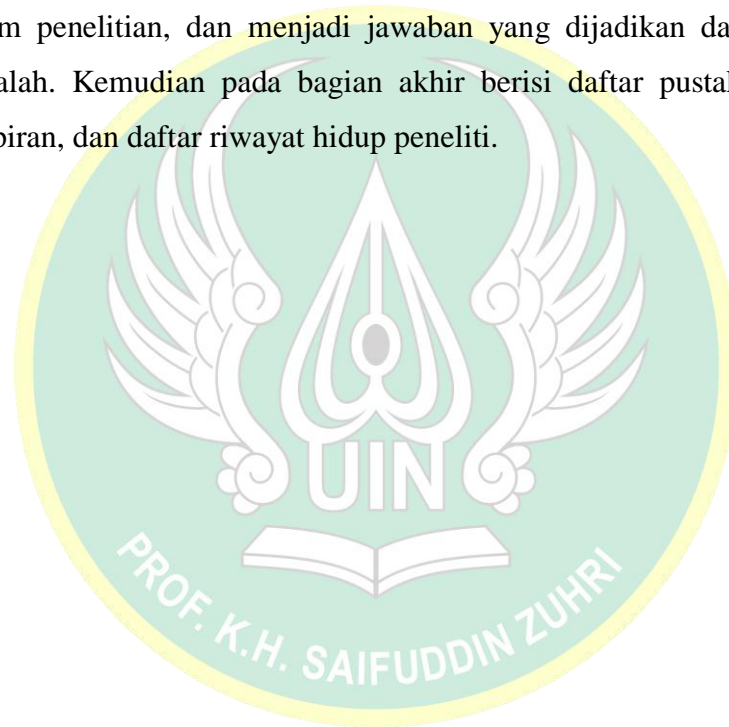 m penelitian, dan menjadi jawaban yang dijadikan da
alah. Kemudian pada bagian akhir berisi daftar pusta
piran, dan daftar riwayat hidup peneliti.
UIN
PROF. K.H. SAIFUDDIN ZUHRI